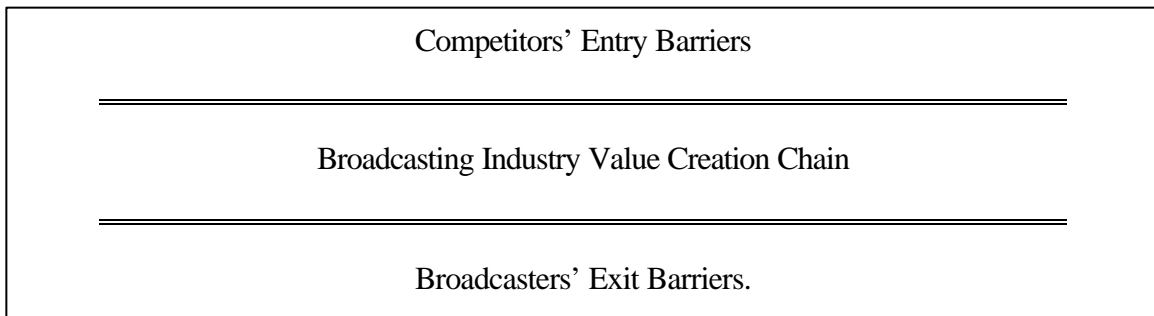 Competitors’ Entry Barriers
Broadcasting Industry Value Creation Chain
Broadcasters’ Exit Barriers.